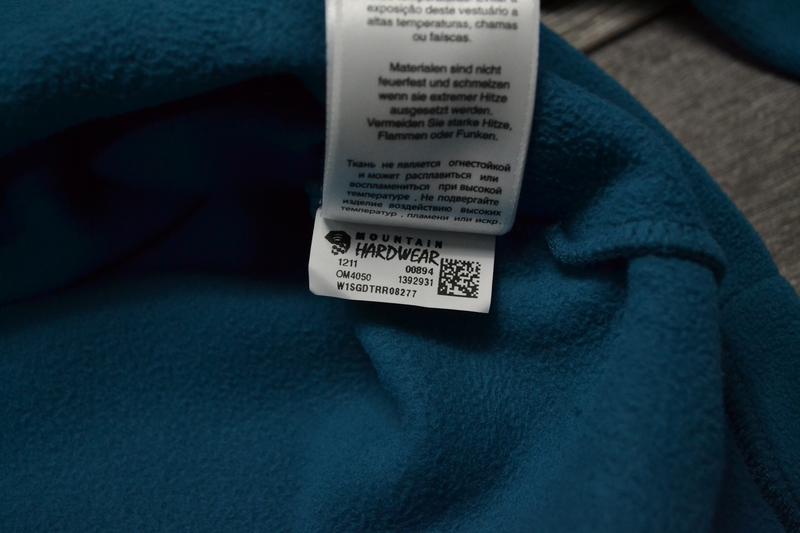 exposição deste vestuário a
altas temperaturas, chamas
ou faíscas.
Materialen sind nicht
feuerfest und schmelzen
wenn sie extremer Hitze
ausgesetzt werden.
Vermeiden Sie starke Hitze,
Flammen oder Funken.
Ткань не является огнестойкой
и может расплавиться или
воспламениться при высокой
температуре . Не подвергайте
изделие воздействию высоких
температур , пламени или искр.
MOUNTAIN
HARDWEAR
1211 00894
OM4050 1392931
W1SGDTRR08277